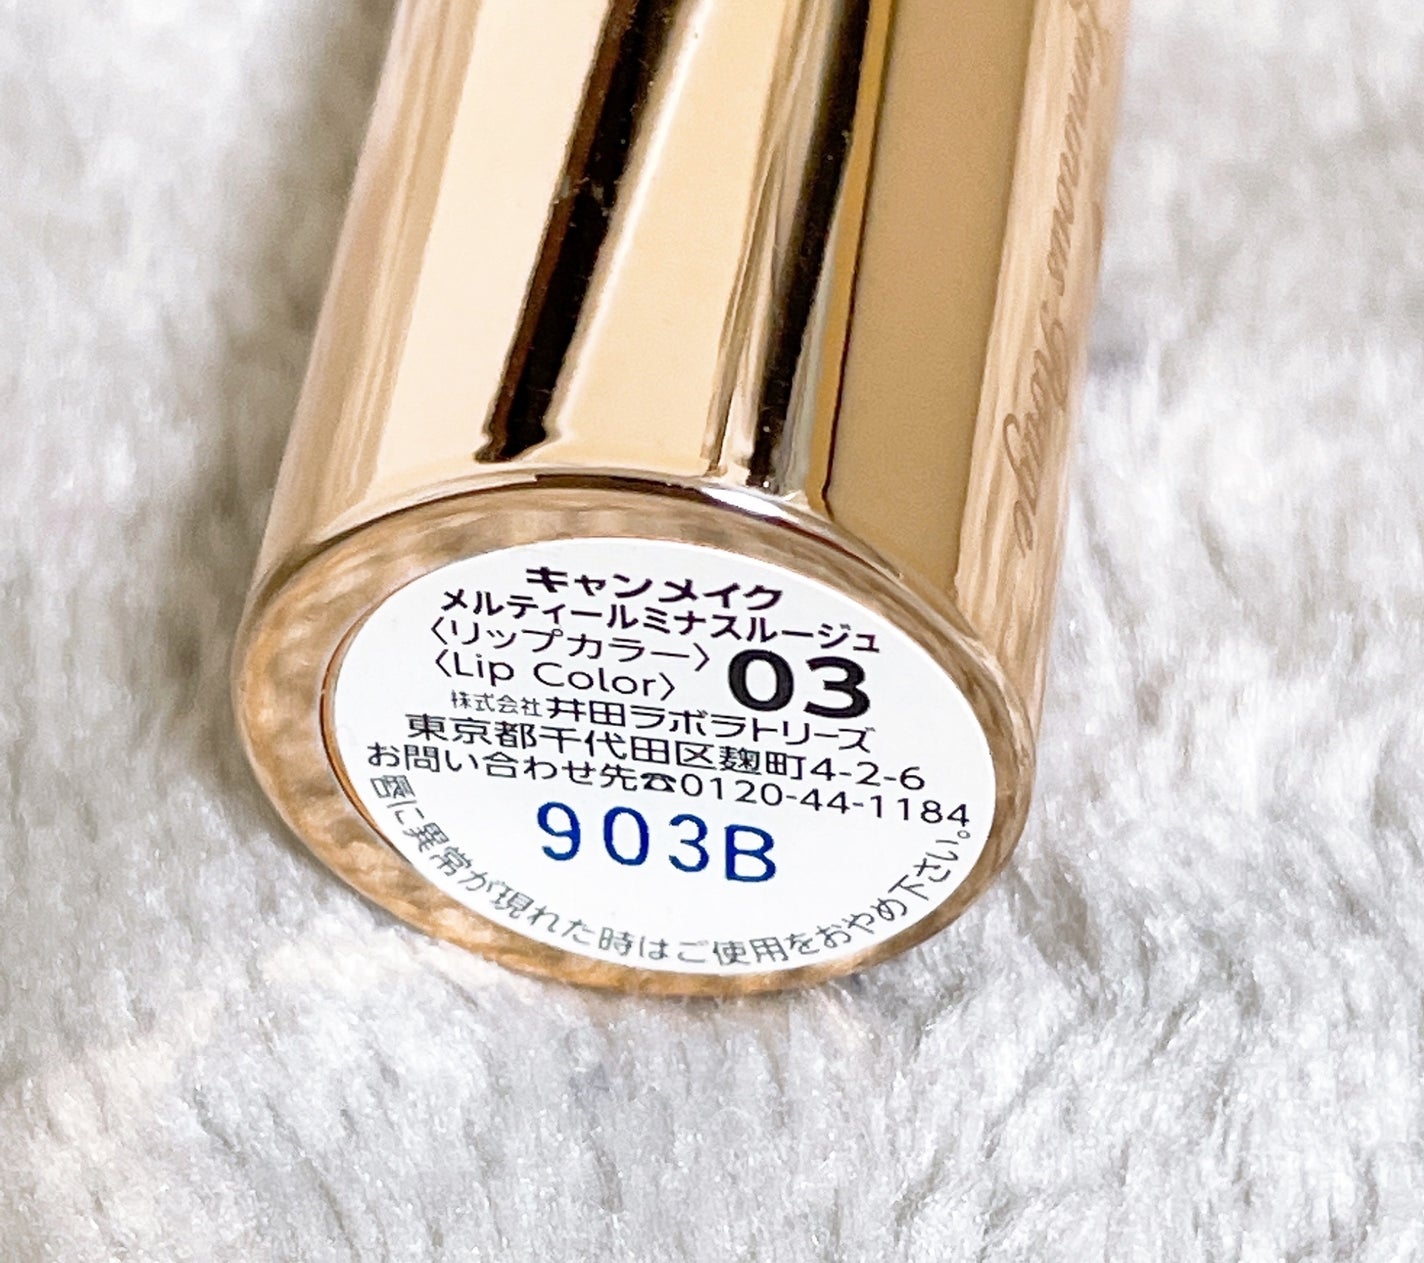 キャンメイク
メルティールミナスルージュ
〈リップカラー〉
〈Lip Color〉
03
株式会社井田ラボラトリーズ
東京都千代田区麹町4-2-6
お問い合わせ先☎0120-44-1184
903B
唇に異常が現れた時はご使用をおやめ下さい。
Luminous Rouge